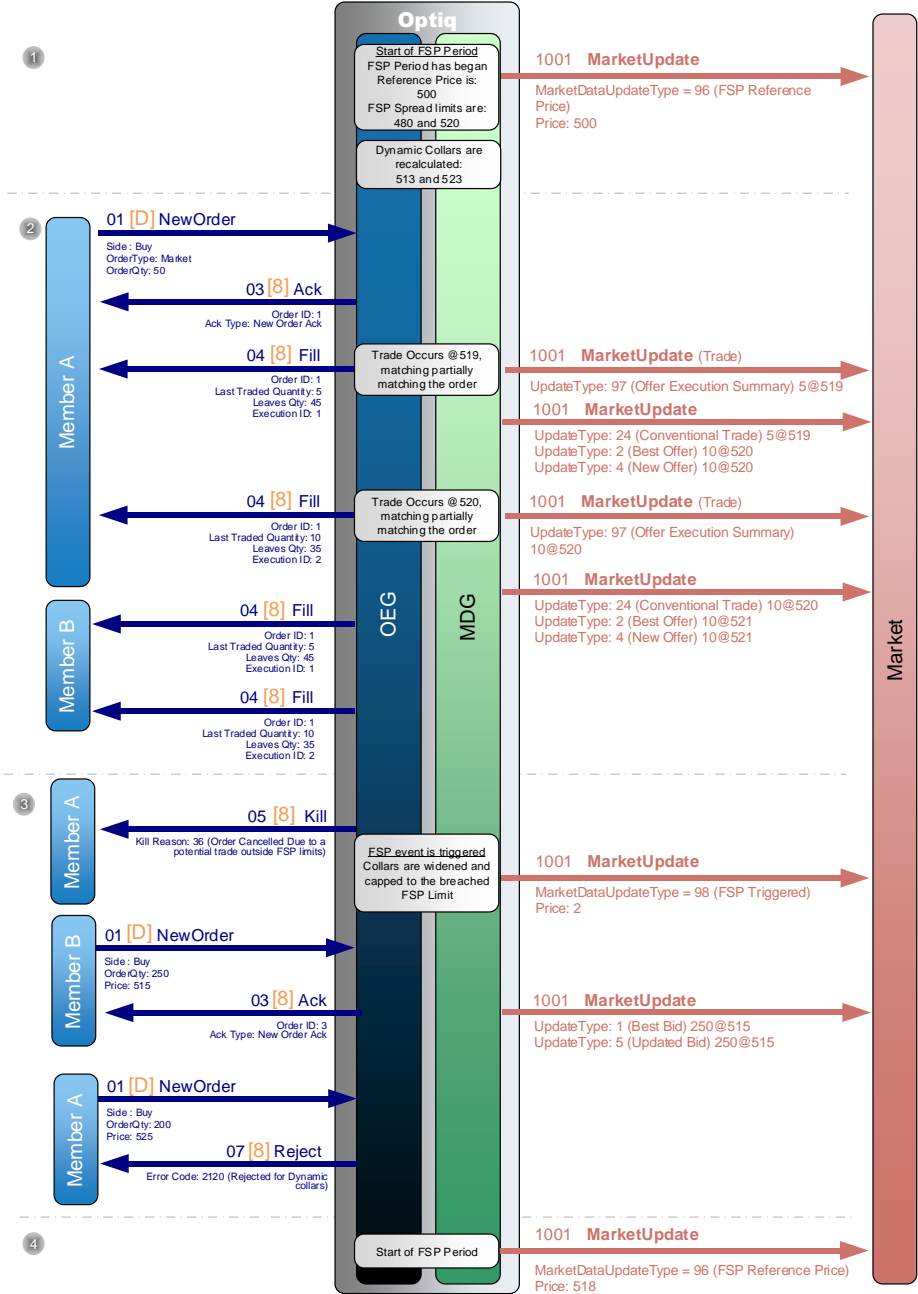 Optiq
1
Start of FSP Period
FSP Period has began
Reference Price is:
500
FSP Spread limits are:
480 and 520
1001 MarketUpdate
MarketDataUpdateType = 96 (FSP Reference
Price)
Price: 500
Dynamic Collars are
recalculated:
513 and 523
2
Member A
01 [D] NewOrder
Side : Buy
OrderType: Market
OrderQty: 50
03 [8] Ack
Order ID: 1
Ack Type: New Order Ack
04 [8] Fill
Order ID: 1
Last Traded Quantity: 5
Leaves Qty: 45
Execution ID: 1
Trade Occurs @519,
matching partially
matching the order
1001 MarketUpdate (Trade)
UpdateType: 97 (Offer Execution Summary) 5@519
1001 MarketUpdate
UpdateType: 24 (Conventional Trade) 5@519
UpdateType: 2 (Best Offer) 10@520
UpdateType: 4 (New Offer) 10@520
04 [8] Fill
Order ID: 1
Last Traded Quantity: 10
Leaves Qty: 35
Execution ID: 2
Trade Occurs @520,
matching partially
matching the order
1001 MarketUpdate (Trade)
UpdateType: 97 (Offer Execution Summary)
10@520
1001 MarketUpdate
UpdateType: 24 (Conventional Trade) 10@520
UpdateType: 2 (Best Offer) 10@521
UpdateType: 4 (New Offer) 10@521
OEG
MDG
Market
Member B
04 [8] Fill
Order ID: 1
Last Traded Quantity: 5
Leaves Qty: 45
Execution ID: 1
04 [8] Fill
Order ID: 1
Last Traded Quantity: 10
Leaves Qty: 35
Execution ID: 2
3
Member A
05 [8] Kill
Kill Reason: 36 (Order Cancelled Due to a
potential trade outside FSP limits)
FSP event is triggered
Collars are widened and
capped to the breached
FSP Limit
1001 MarketUpdate
MarketDataUpdateType = 98 (FSP Triggered)
Price: 2
Member B
01 [D] NewOrder
Side : Buy
OrderQty: 250
Price: 515
03 [8] Ack
Order ID: 3
Ack Type: New Order Ack
1001 MarketUpdate
UpdateType: 1 (Best Bid) 250@515
UpdateType: 5 (Updated Bid) 250@515
Member A
01 [D] NewOrder
Side : Buy
OrderQty: 200
Price: 525
07 [8] Reject
Error Code: 2120 (Rejected for Dynamic
collars)
4
Start of FSP Period
1001 MarketUpdate
MarketDataUpdateType = 96 (FSP Reference Price)
Price: 518